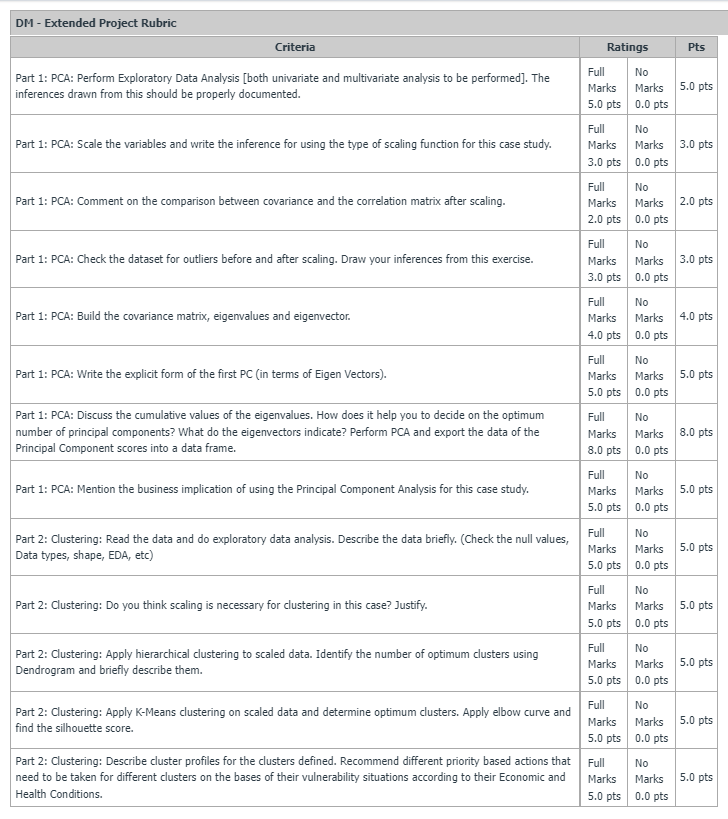 DM - Extended Project Rubric
Criteria Ratings Pts
Part 1: PCA: Perform Exploratory Data Analysis [both univariate and multivariate analysis to be performed]. The
inferences drawn from this should be properly documented.
Full
Marks
5.0 pts
No
Marks
0.0 pts
5.0 pts
Part 1: PCA: Scale the variables and write the inference for using the type of scaling function for this case study.
Full
Marks
3.0 pts
No
Marks
0.0 pts
3.0 pts
Part 1: PCA: Comment on the comparison between covariance and the correlation matrix after scaling.
Full
Marks
2.0 pts
No
Marks
0.0 pts
2.0 pts
Part 1: PCA: Check the dataset for outliers before and after scaling. Draw your inferences from this exercise.
Full
Marks
3.0 pts
No
Marks
0.0 pts
3.0 pts
Part 1: PCA: Build the covariance matrix, eigenvalues and eigenvector.
Full
Marks
4.0 pts
No
Marks
0.0 pts
4.0 pts
Part 1: PCA: Write the explicit form of the first PC (in terms of Eigen Vectors).
Full
Marks
5.0 pts
No
Marks
0.0 pts
5.0 pts
Part 1: PCA: Discuss the cumulative values of the eigenvalues. How does it help you to decide on the optimum
number of principal components? What do the eigenvectors indicate? Perform PCA and export the data of the
Principal Component scores into a data frame.
Full
Marks
8.0 pts
No
Marks
0.0 pts
8.0 pts
Part 1: PCA: Mention the business implication of using the Principal Component Analysis for this case study.
Full
Marks
5.0 pts
No
Marks
0.0 pts
5.0 pts
Part 2: Clustering: Read the data and do exploratory data analysis. Describe the data briefly. (Check the null values,
Data types, shape, EDA, etc)
Full
Marks
5.0 pts
No
Marks
0.0 pts
5.0 pts
Part 2: Clustering: Do you think scaling is necessary for clustering in this case? Justify.
Full
Marks
5.0 pts
No
Marks
0.0 pts
5.0 pts
Part 2: Clustering: Apply hierarchical clustering to scaled data. Identify the number of optimum clusters using
Dendrogram and briefly describe them.
Full
Marks
5.0 pts
No
Marks
0.0 pts
5.0 pts
Part 2: Clustering: Apply K-Means clustering on scaled data and determine optimum clusters. Apply elbow curve and
find the silhouette score.
Full
Marks
5.0 pts
No
Marks
0.0 pts
5.0 pts
Part 2: Clustering: Describe cluster profiles for the clusters defined. Recommend different priority based actions that
need to be taken for different clusters on the bases of their vulnerability situations according to their Economic and
Health Conditions.
Full
Marks
5.0 pts
No
Marks
0.0 pts
5.0 pts